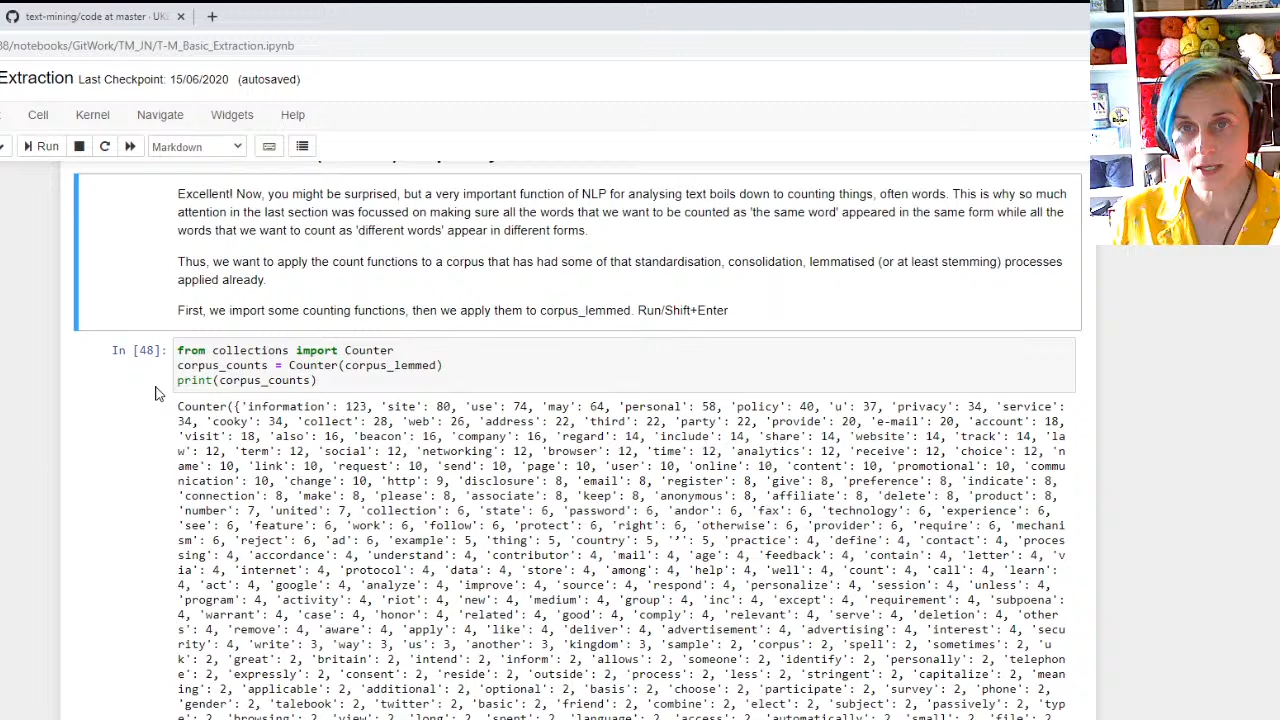 text-mining/code at master · UK
38/notebooks/GitWork/TM_JN/T-M_Basic_Extraction.ipynb
Extraction Last Checkpoint: 15/06/2020 (autosaved)
Cell Kernel Navigate Widgets Help
Run Markdown
Excellent! Now, you might be surprised, but a very important function of NLP for analysing text boils down to counting things, often words. This is why so much
attention in the last section was focussed on making sure all the words that we want to be counted as 'the same word' appeared in the same form while all the
words that we want to count as 'different words' appear in different forms.
Thus, we want to apply the count functions to a corpus that has had some of that standardisation, consolidation, lemmatised (or at least stemming) processes
applied already.
First, we import some counting functions, then we apply them to corpus_lemmed. Run/Shift+Enter
In [48]: from collections import Counter
corpus_counts = Counter(corpus_lemmed)
print(corpus_counts)
Counter({'information': 123, 'site': 80, 'use': 74, 'may': 64, 'personal': 58, 'policy': 40, 'u': 37, 'privacy': 34, 'service':
34, 'cooky': 34, 'collect': 28, 'web': 26, 'address': 22, 'third': 22, 'party': 22, 'provide': 20, 'e-mail': 20, 'account': 18,
'visit': 18, 'also': 16, 'beacon': 16, 'company': 16, 'regard': 14, 'include': 14, 'share': 14, 'website': 14, 'track': 14, 'la
w': 12, 'term': 12, 'social': 12, 'networking': 12, 'browser': 12, 'time': 12, 'analytics': 12, 'receive': 12, 'choice': 12, 'n
ame': 10, 'link': 10, 'request': 10, 'send': 10, 'page': 10, 'user': 10, 'online': 10, 'content': 10, 'promotional': 10, 'commu
nication': 10, 'change': 10, 'http': 9, 'disclosure': 8, 'email': 8, 'register': 8, 'give': 8, 'preference': 8, 'indicate': 8,
'connection': 8, 'make': 8, 'please': 8, 'associate': 8, 'keep': 8, 'anonymous': 8, 'affiliate': 8, 'delete': 8, 'product': 8,
'number': 7, 'united': 7, 'collection': 6, 'state': 6, 'password': 6, 'andor': 6, 'fax': 6, 'technology': 6, 'experience': 6,
'see': 6, 'feature': 6, 'work': 6, 'follow': 6, 'protect': 6, 'right': 6, 'otherwise': 6, 'provider': 6, 'require': 6, 'mechani
sm': 6, 'reject': 6, 'ad': 6, 'example': 5, 'thing': 5, 'country': 5, '’': 5, 'practice': 4, 'define': 4, 'contact': 4, 'proces
sing': 4, 'accordance': 4, 'understand': 4, 'contributor': 4, 'mail': 4, 'age': 4, 'feedback': 4, 'contain': 4, 'letter': 4, 'v
ia': 4, 'internet': 4, 'protocol': 4, 'data': 4, 'store': 4, 'among': 4, 'help': 4, 'well': 4, 'count': 4, 'call': 4, 'learn':
4, 'act': 4, 'google': 4, 'analyze': 4, 'improve': 4, 'source': 4, 'respond': 4, 'personalize': 4, 'session': 4, 'unless': 4,
'program': 4, 'activity': 4, 'riot': 4, 'new': 4, 'medium': 4, 'group': 4, 'inc': 4, 'except': 4, 'requirement': 4, 'subpoena'
: 4, 'warrant': 4, 'case': 4, 'honor': 4, 'related': 4, 'good': 4, 'comply': 4, 'relevant': 4, 'serve': 4, 'deletion': 4, 'other
s': 4, 'remove': 4, 'aware': 4, 'apply': 4, 'like': 4, 'deliver': 4, 'advertisement': 4, 'advertising': 4, 'interest': 4, 'secu
rity': 4, 'write': 3, 'way': 3, 'us': 3, 'another': 3, 'kingdom': 3, 'sample': 2, 'corpus': 2, 'spell': 2, 'sometimes': 2, 'u
k': 2, 'great': 2, 'britain': 2, 'intend': 2, 'inform': 2, 'allows': 2, 'someone': 2, 'identify': 2, 'personally': 2, 'telephon
e': 2, 'expressly': 2, 'consent': 2, 'reside': 2, 'outside': 2, 'process': 2, 'less': 2, 'stringent': 2, 'capitalize': 2, 'mean
ing': 2, 'applicable': 2, 'additional': 2, 'optional': 2, 'basis': 2, 'choose': 2, 'participate': 2, 'survey': 2, 'phone': 2,
'gender': 2, 'talebook': 2, 'twitter': 2, 'basic': 2, 'friend': 2, 'combine': 2, 'elect': 2, 'subject': 2, 'passively': 2, 'typ
e': 2, 'browsing': 2, 'view': 2, 'long': 2, 'spent': 2, 'language': 2, 'access': 2, 'automatically': 2, 'small': 2, 'file':